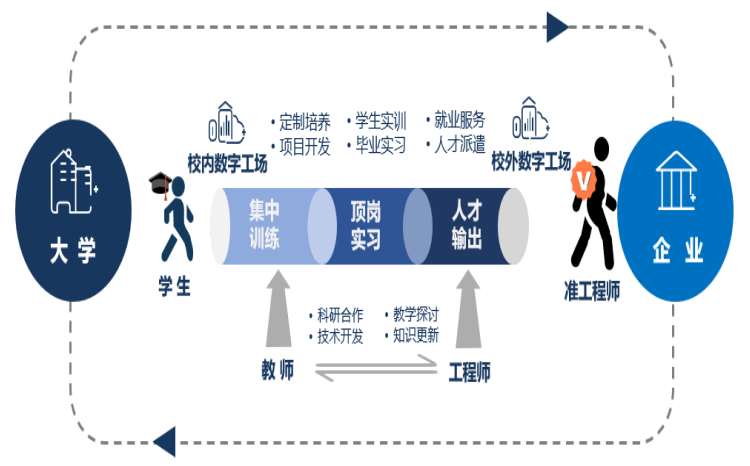 • 定制培养 • 学生实训 • 就业服务
• 项目开发 • 毕业实习 • 人才派遣
校内数字工场
校外数字工场
大学
学生
集中
训练
顶岗
实习
人才
输出
准工程师
企业
• 科研合作 • 教学探讨
• 技术开发 • 知识更新
教师
工程师